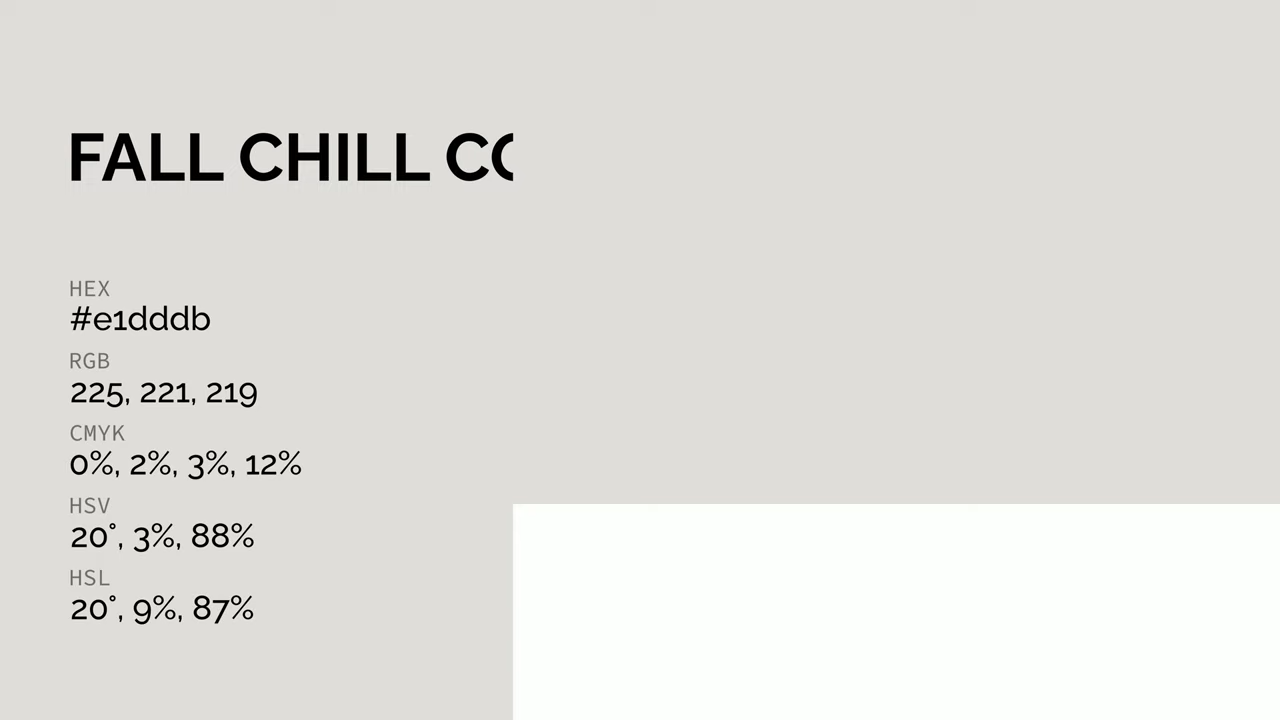 FALL CHILL
HEX
#e1dddb
RGB
225, 221, 219
CMYK
0%, 2%, 3%, 12%
HSV
20°, 3%, 88%
HSL
20°, 9%, 87%